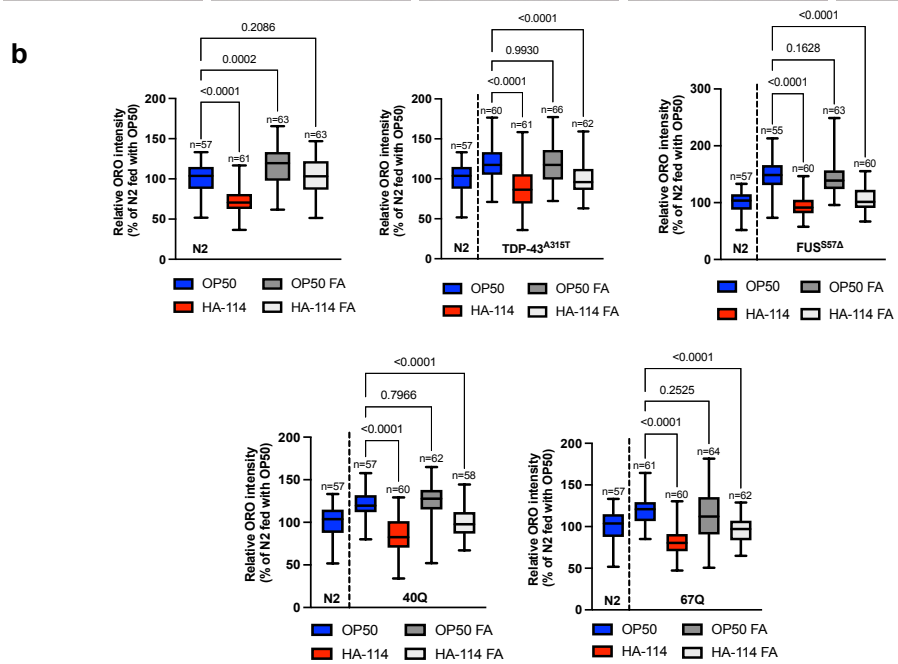 b
0.2086
0.0002
<0.0001
n=57
n=61
n=63
n=63
Relative ORO intensity
(% of N2 fed with OP50)
200
150
100
50
0
N2
OP50
OP50 FA
HA-114
HA-114 FA
<0.0001
0.9930
<0.0001
n=57
n=60
n=61
n=66
n=62
Relative ORO intensity
(% of N2 fed with OP50)
200
150
100
50
0
N2
TDP-43^A315T
OP50
OP50 FA
HA-114
HA-114 FA
<0.0001
0.1628
<0.0001
n=57
n=55
n=60
n=63
n=60
Relative ORO intensity
(% of N2 fed with OP50)
300
200
100
0
N2
FUS^S57Δ
OP50
OP50 FA
HA-114
HA-114 FA
<0.0001
0.7966
<0.0001
n=57
n=57
n=60
n=62
n=58
Relative ORO intensity
(% of N2 fed with OP50)
200
150
100
50
0
N2
40Q
OP50
OP50 FA
HA-114
HA-114 FA
<0.0001
0.2525
<0.0001
n=57
n=61
n=60
n=64
n=62
Relative ORO intensity
(% of N2 fed with OP50)
200
150
100
50
0
N2
67Q
OP50
OP50 FA
HA-114
HA-114 FA